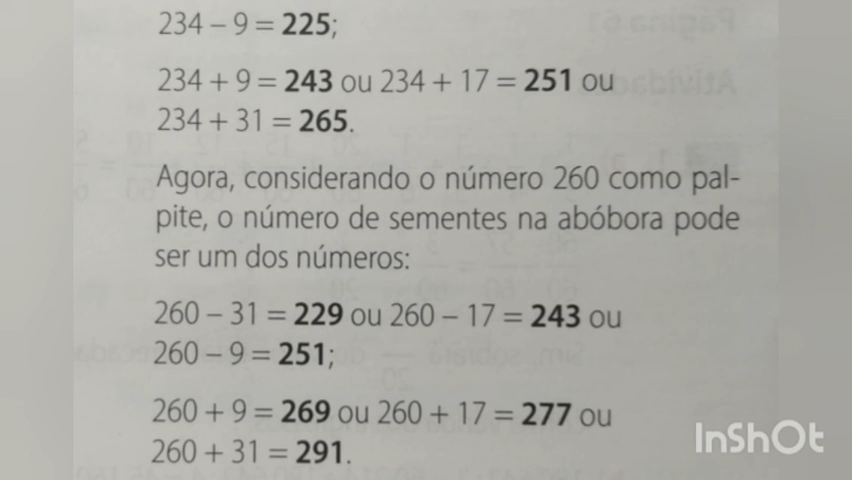 234 – 9 = 225;
234 + 9 = 243 ou 234 + 17 = 251 ou
234 + 31 = 265.
Agora, considerando o número 260 como pal-
pite, o número de sementes na abóbora pode
ser um dos números:
260 – 31 = 229 ou 260 – 17 = 243 ou
260 – 9 = 251;
260 + 9 = 269 ou 260 + 17 = 277 ou
260 + 31 = 291.
InShOt